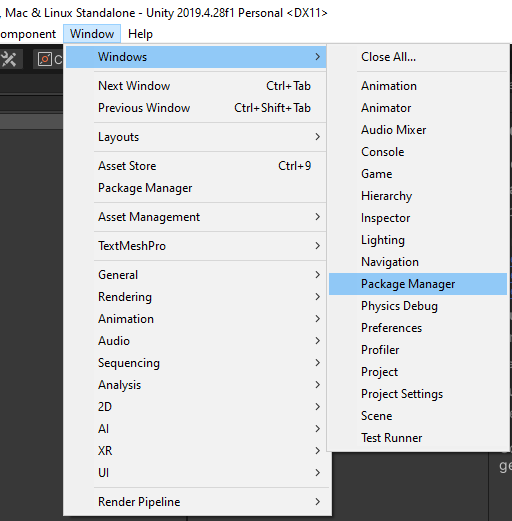 , Mac & Linux Standalone - Unity 2019.4.28f1 Personal <DX11>
omponent Window Help
Windows >
Next Window Ctrl+Tab
Previous Window Ctrl+Shift+Tab
Layouts >
Asset Store Ctrl+9
Package Manager
Asset Management >
TextMeshPro >
General >
Rendering >
Animation >
Audio >
Sequencing >
Analysis >
2D >
AI >
XR >
UI >
Render Pipeline >
Close All...
Animation
Animator
Audio Mixer
Console
Game
Hierarchy
Inspector
Lighting
Navigation
Package Manager
Physics Debug
Preferences
Profiler
Project
Project Settings
Scene
Test Runner